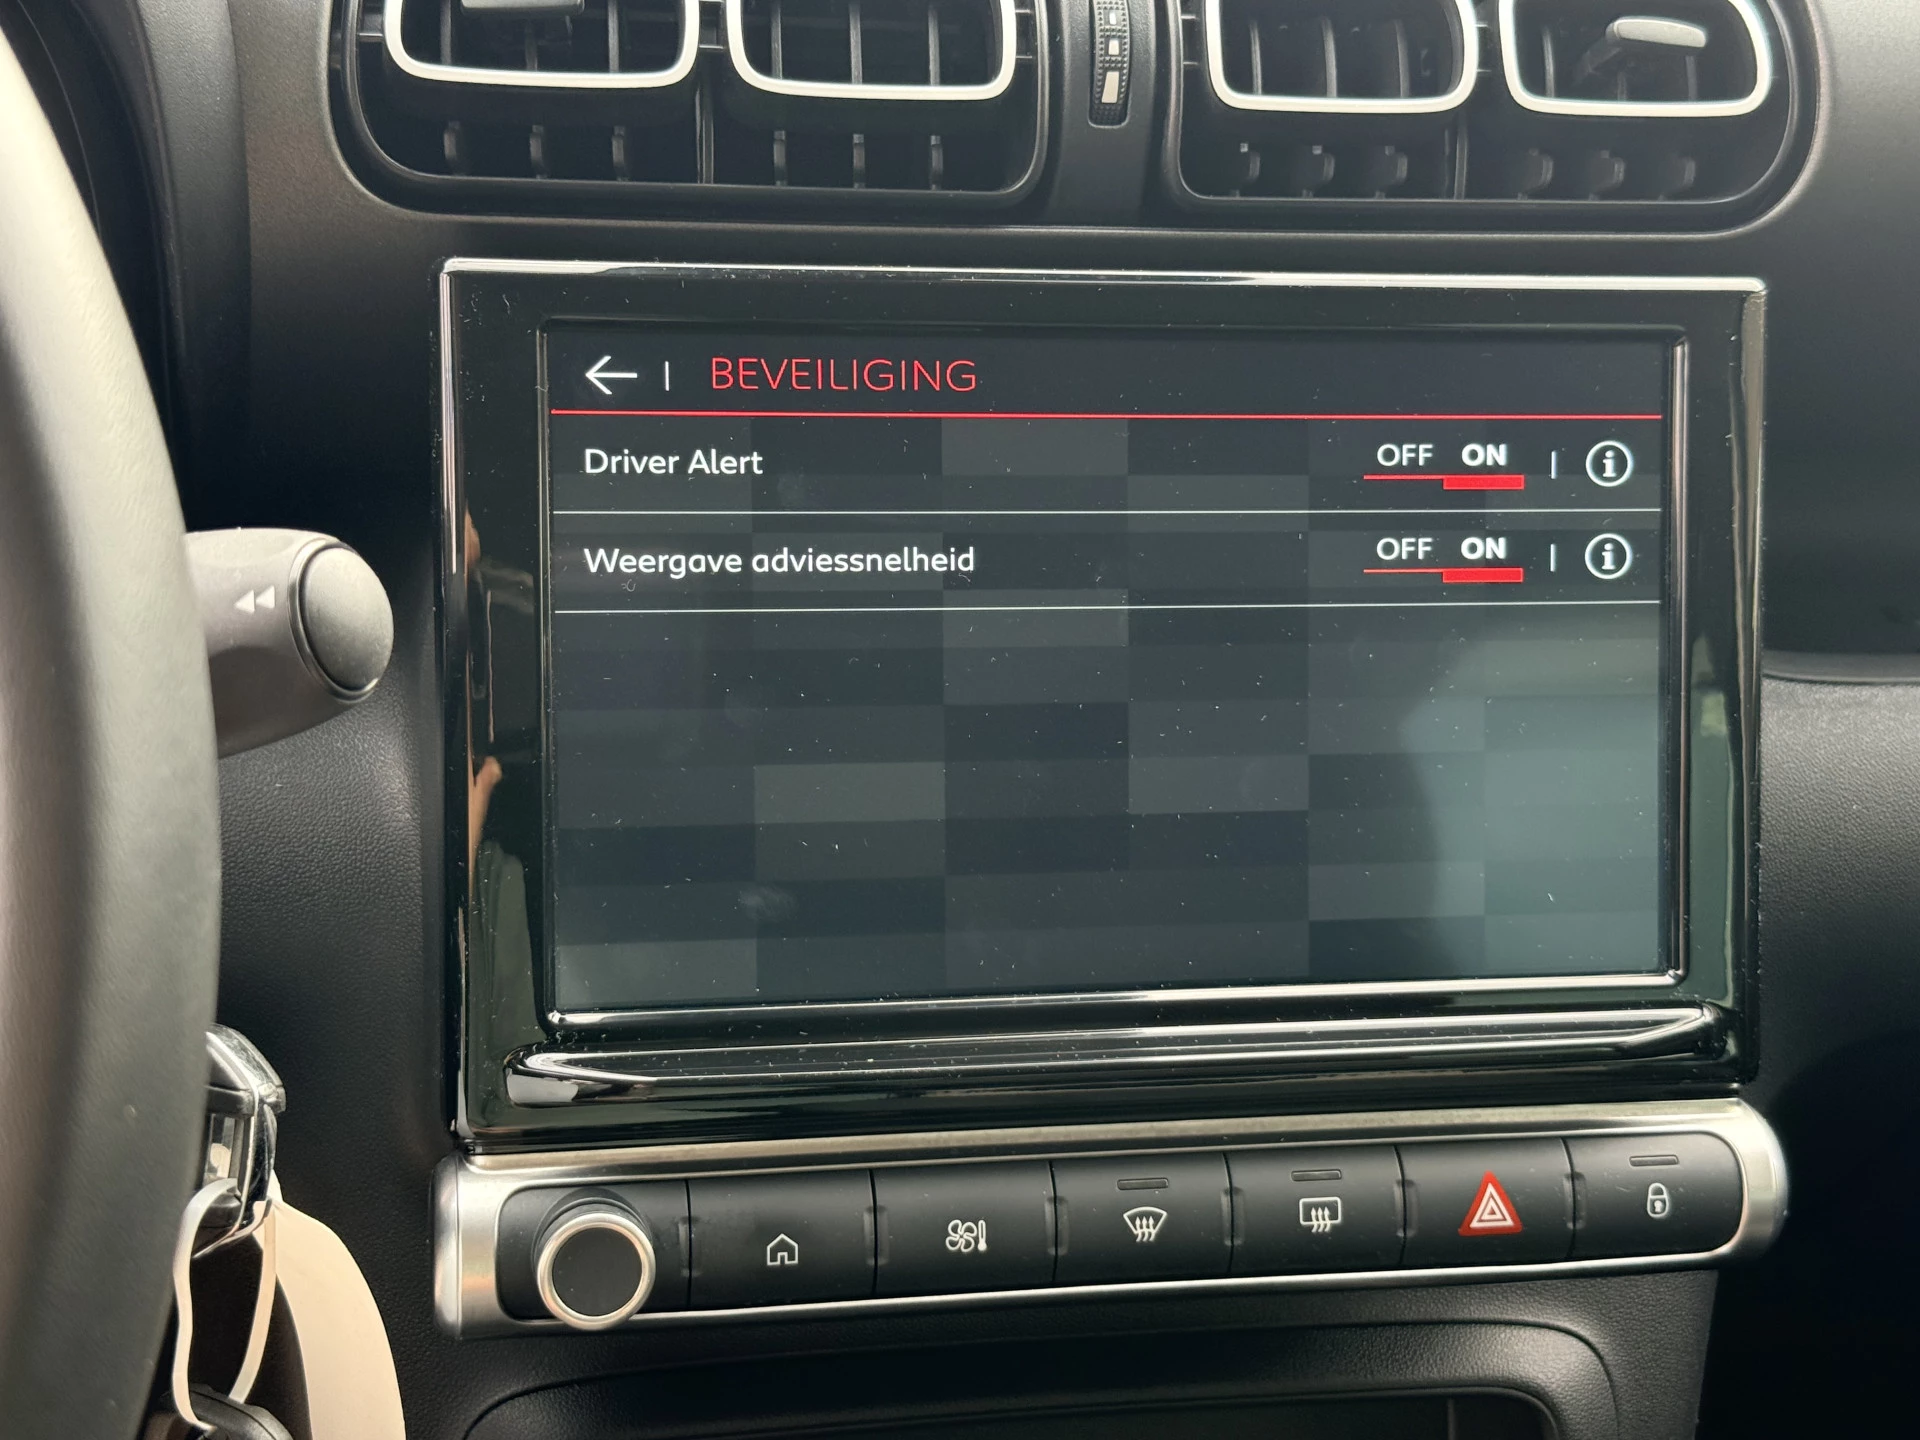 BEVEILIGING
Driver Alert OFF ON
Weergave adviessnelheid OFF ON